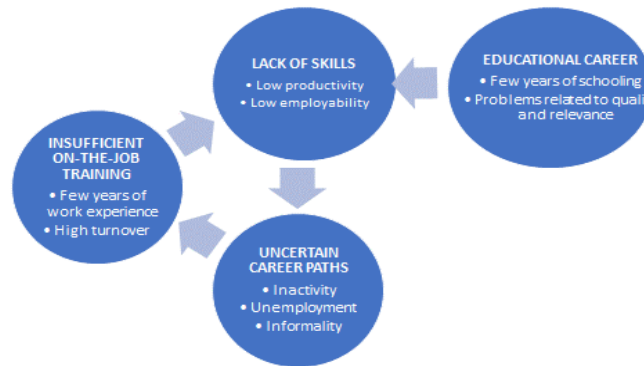 LACK OF SKILLS
• Low productivity
• Low employability
EDUCATIONAL CAREER
• Few years of schooling
• Problems related to quali
and relevance
INSUFFICIENT
ON-THE-JOB
TRAINING
• Few years of
work experience
• High turnover
UNCERTAIN
CAREER PATHS
• Inactivity
• Unemployment
• Informality